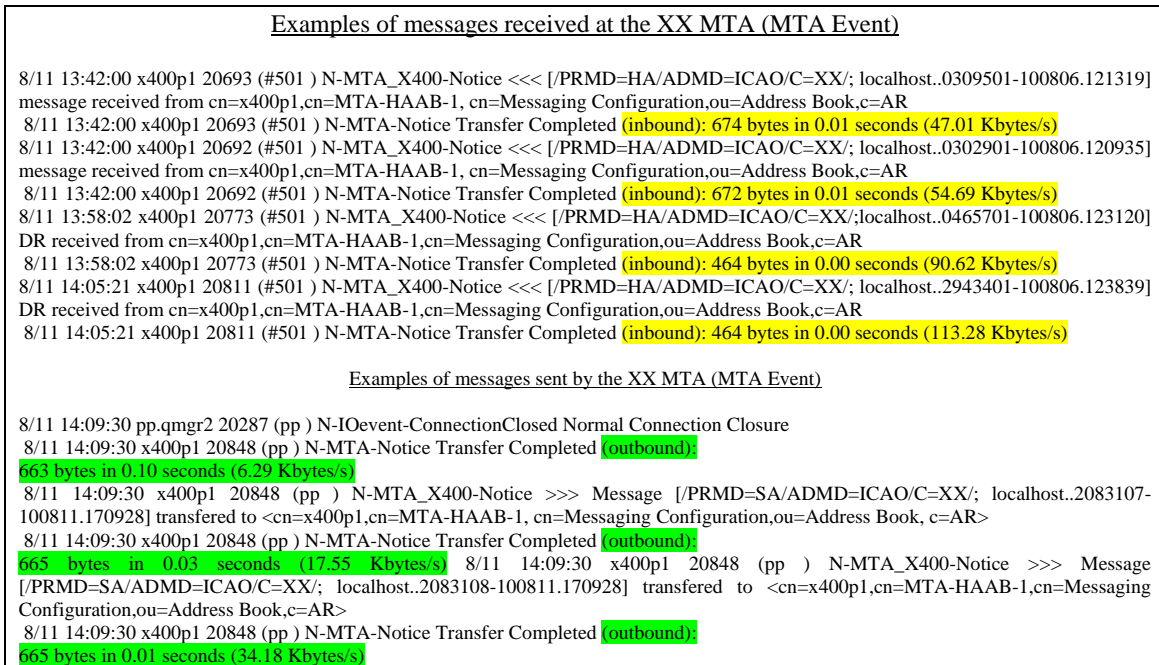 Examples of messages received at the XX MTA (MTA Event)
8/11 13:42:00 x400p1 20693 (#501 ) N-MTA_X400-Notice <<< [/PRMD=HA/ADMD=ICAO/C=XX/; localhost..0309501-100806.121319]
message received from cn=x400p1,cn=MTA-HAAB-1, cn=Messaging Configuration,ou=Address Book,c=AR
8/11 13:42:00 x400p1 20693 (#501 ) N-MTA-Notice Transfer Completed (inbound): 674 bytes in 0.01 seconds (47.01 Kbytes/s)
8/11 13:42:00 x400p1 20692 (#501 ) N-MTA_X400-Notice <<< [/PRMD=HA/ADMD=ICAO/C=XX/; localhost..0302901-100806.120935]
message received from cn=x400p1,cn=MTA-HAAB-1, cn=Messaging Configuration,ou=Address Book,c=AR
8/11 13:42:00 x400p1 20692 (#501 ) N-MTA-Notice Transfer Completed (inbound): 672 bytes in 0.01 seconds (54.69 Kbytes/s)
8/11 13:58:02 x400p1 20773 (#501 ) N-MTA_X400-Notice <<< [/PRMD=HA/ADMD=ICAO/C=XX/;localhost..0465701-100806.123120]
DR received from cn=x400p1,cn=MTA-HAAB-1,cn=Messaging Configuration,ou=Address Book,c=AR
8/11 13:58:02 x400p1 20773 (#501 ) N-MTA-Notice Transfer Completed (inbound): 464 bytes in 0.00 seconds (90.62 Kbytes/s)
8/11 14:05:21 x400p1 20811 (#501 ) N-MTA_X400-Notice <<< [/PRMD=HA/ADMD=ICAO/C=XX/; localhost..2943401-100806.123839]
DR received from cn=x400p1,cn=MTA-HAAB-1,cn=Messaging Configuration,ou=Address Book,c=AR
8/11 14:05:21 x400p1 20811 (#501 ) N-MTA-Notice Transfer Completed (inbound): 464 bytes in 0.00 seconds (113.28 Kbytes/s)
Examples of messages sent by the XX MTA (MTA Event)
8/11 14:09:30 pp.qmgr2 20287 (pp ) N-IOevent-ConnectionClosed Normal Connection Closure
8/11 14:09:30 x400p1 20848 (pp ) N-MTA-Notice Transfer Completed (outbound):
663 bytes in 0.10 seconds (6.29 Kbytes/s)
8/11 14:09:30 x400p1 20848 (pp ) N-MTA_X400-Notice >>> Message [/PRMD=SA/ADMD=ICAO/C=XX/; localhost..2083107-
100811.170928] transfered to <cn=x400p1,cn=MTA-HAAB-1, cn=Messaging Configuration,ou=Address Book, c=AR>
8/11 14:09:30 x400p1 20848 (pp ) N-MTA-Notice Transfer Completed (outbound):
665 bytes in 0.03 seconds (17.55 Kbytes/s) 8/11 14:09:30 x400p1 20848 (pp ) N-MTA_X400-Notice >>> Message
[/PRMD=SA/ADMD=ICAO/C=XX/; localhost..2083108-100811.170928] transfered to <cn=x400p1,cn=MTA-HAAB-1,cn=Messaging
Configuration,ou=Address Book,c=AR>
8/11 14:09:30 x400p1 20848 (pp ) N-MTA-Notice Transfer Completed (outbound):
665 bytes in 0.01 seconds (34.18 Kbytes/s)